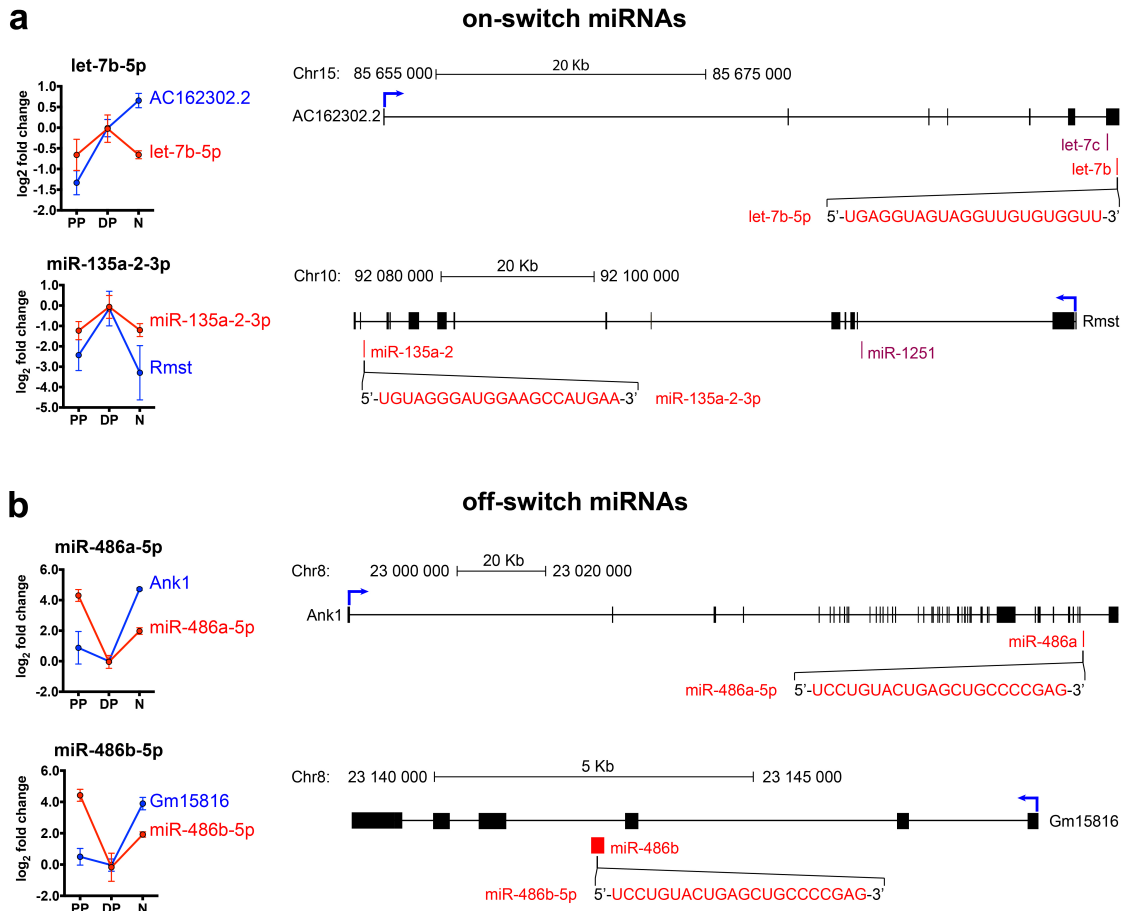 a
on-switch miRNAs
let-7b-5p
log2 fold change
1.0
0.5
0.0
-0.5
-1.0
-1.5
-2.0
PP DP N
AC162302.2
let-7b-5p
Chr15: 85 655 000 20 Kb 85 675 000
AC162302.2
let-7c
let-7b
let-7b-5p 5'-UGAGGUAGUAGGUUGUGUGGUU-3'
miR-135a-2-3p
log2 fold change
1.0
0.0
-1.0
-2.0
-3.0
-4.0
-5.0
PP DP N
miR-135a-2-3p
Rmst
Chr10: 92 080 000 20 Kb 92 100 000
Rmst
miR-135a-2
miR-1251
5'-UGUAGGGAUGGAAGCCAUGAA-3' miR-135a-2-3p
b
off-switch miRNAs
miR-486a-5p
log2 fold change
6.0
4.0
2.0
0.0
-2.0
PP DP N
Ank1
miR-486a-5p
Chr8: 23 000 000 20 Kb 23 020 000
Ank1
miR-486a
miR-486a-5p 5'-UCCUGUACUGAGCUGCCCCGAG-3'
miR-486b-5p
log2 fold change
6.0
4.0
2.0
0.0
-2.0
PP DP N
Gm15816
miR-486b-5p
Chr8: 23 140 000 5 Kb 23 145 000
Gm15816
miR-486b
miR-486b-5p 5'-UCCUGUACUGAGCUGCCCCGAG-3'